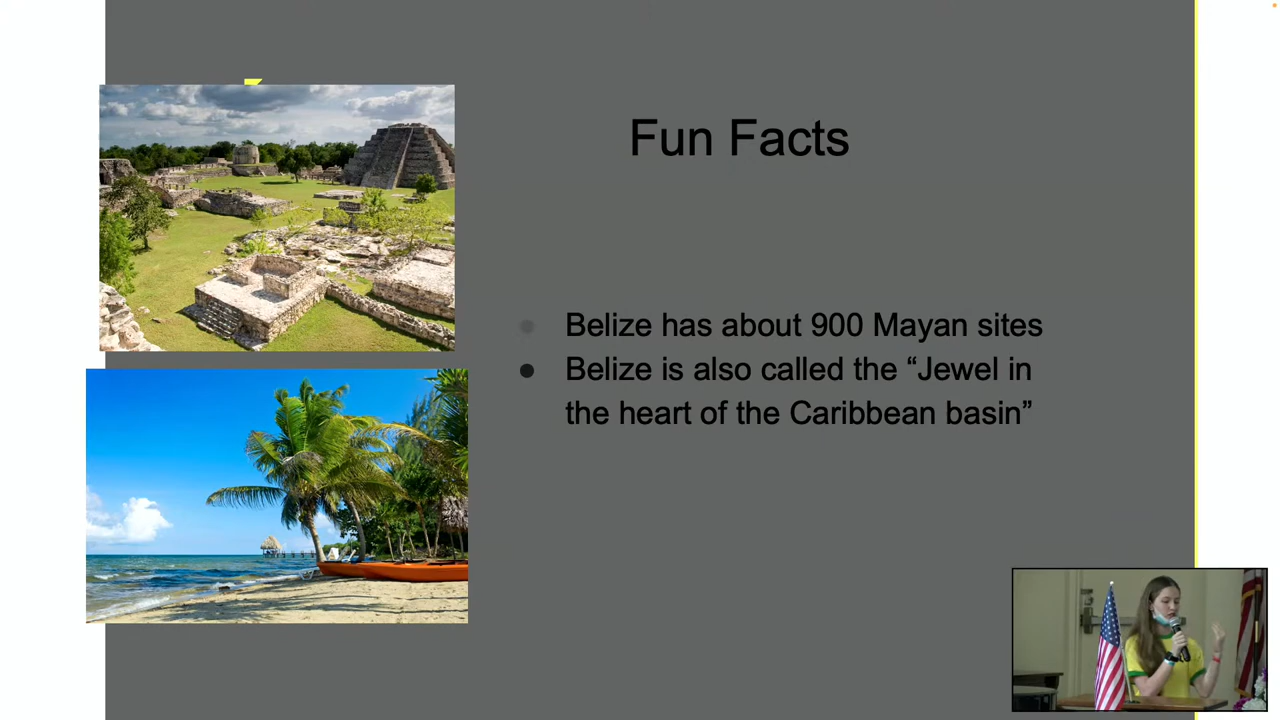 Fun Facts
● Belize has about 900 Mayan sites
● Belize is also called the “Jewel in
the heart of the Caribbean basin”